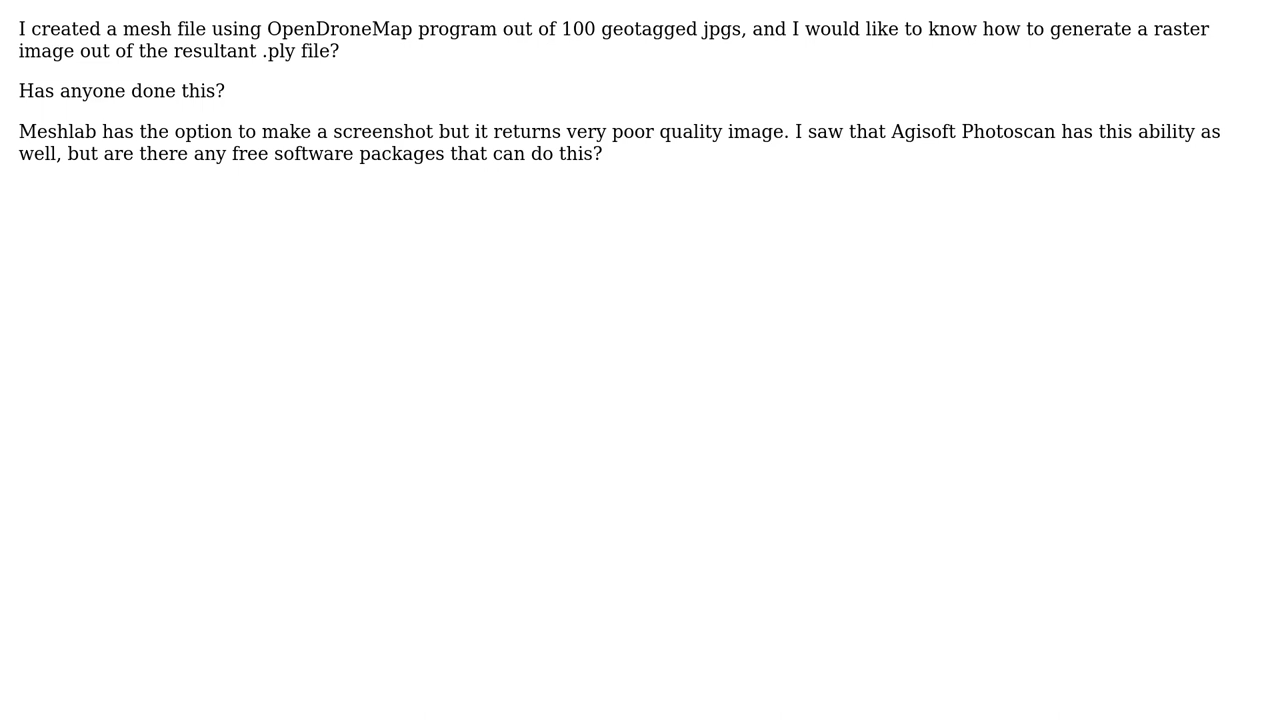 I created a mesh file using OpenDroneMap program out of 100 geotagged jpgs, and I would like to know how to generate a raster
image out of the resultant .ply file?
Has anyone done this?
Meshlab has the option to make a screenshot but it returns very poor quality image. I saw that Agisoft Photoscan has this ability as
well, but are there any free software packages that can do this?